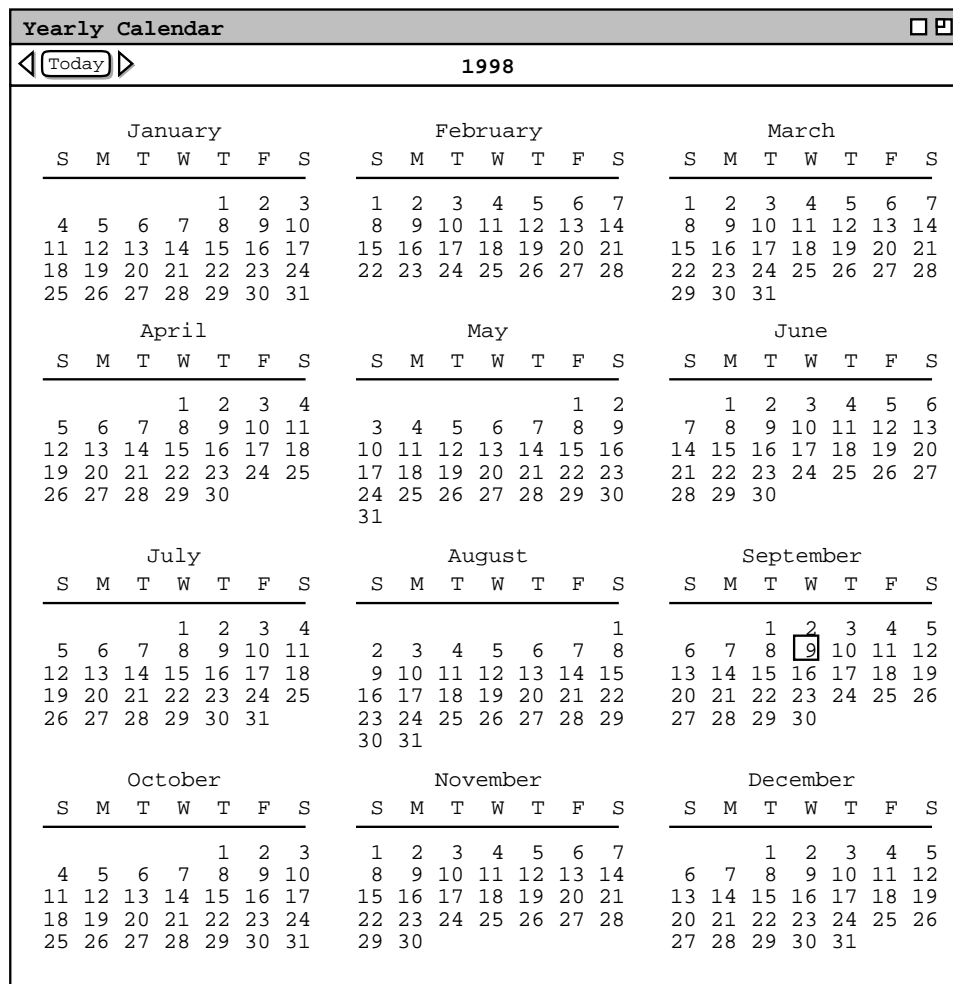 Yearly Calendar
Today 1998
January February March
S M T W T F S S M T W T F S S M T W T F S
1 2 3 1 2 3 4 5 6 7 1 2 3 4 5 6 7
4 5 6 7 8 9 10 8 9 10 11 12 13 14 8 9 10 11 12 13 14
11 12 13 14 15 16 17 15 16 17 18 19 20 21 15 16 17 18 19 20 21
18 19 20 21 22 23 24 22 23 24 25 26 27 28 22 23 24 25 26 27 28
25 26 27 28 29 30 31 29 30 31
April May June
S M T W T F S S M T W T F S S M T W T F S
1 2 3 4 1 2 1 2 3 4 5 6
5 6 7 8 9 10 11 3 4 5 6 7 8 9 7 8 9 10 11 12 13
12 13 14 15 16 17 18 10 11 12 13 14 15 16 14 15 16 17 18 19 20
19 20 21 22 23 24 25 17 18 19 20 21 22 23 21 22 23 24 25 26 27
26 27 28 29 30 24 25 26 27 28 29 30 28 29 30
31
July August September
S M T W T F S S M T W T F S S M T W T F S
1 2 3 4 1 1 2 3 4 5
5 6 7 8 9 10 11 2 3 4 5 6 7 8 6 7 8 9 10 11 12
12 13 14 15 16 17 18 9 10 11 12 13 14 15 13 14 15 16 17 18 19
19 20 21 22 23 24 25 16 17 18 19 20 21 22 20 21 22 23 24 25 26
26 27 28 29 30 31 23 24 25 26 27 28 29 27 28 29 30
30 31
October November December
S M T W T F S S M T W T F S S M T W T F S
1 2 3 1 2 3 4 5 6 7 1 2 3 4 5
4 5 6 7 8 9 10 8 9 10 11 12 13 14 6 7 8 9 10 11 12
11 12 13 14 15 16 17 15 16 17 18 19 20 21 13 14 15 16 17 18 19
18 19 20 21 22 23 24 22 23 24 25 26 27 28 20 21 22 23 24 25 26
25 26 27 28 29 30 31 29 30 27 28 29 30 31